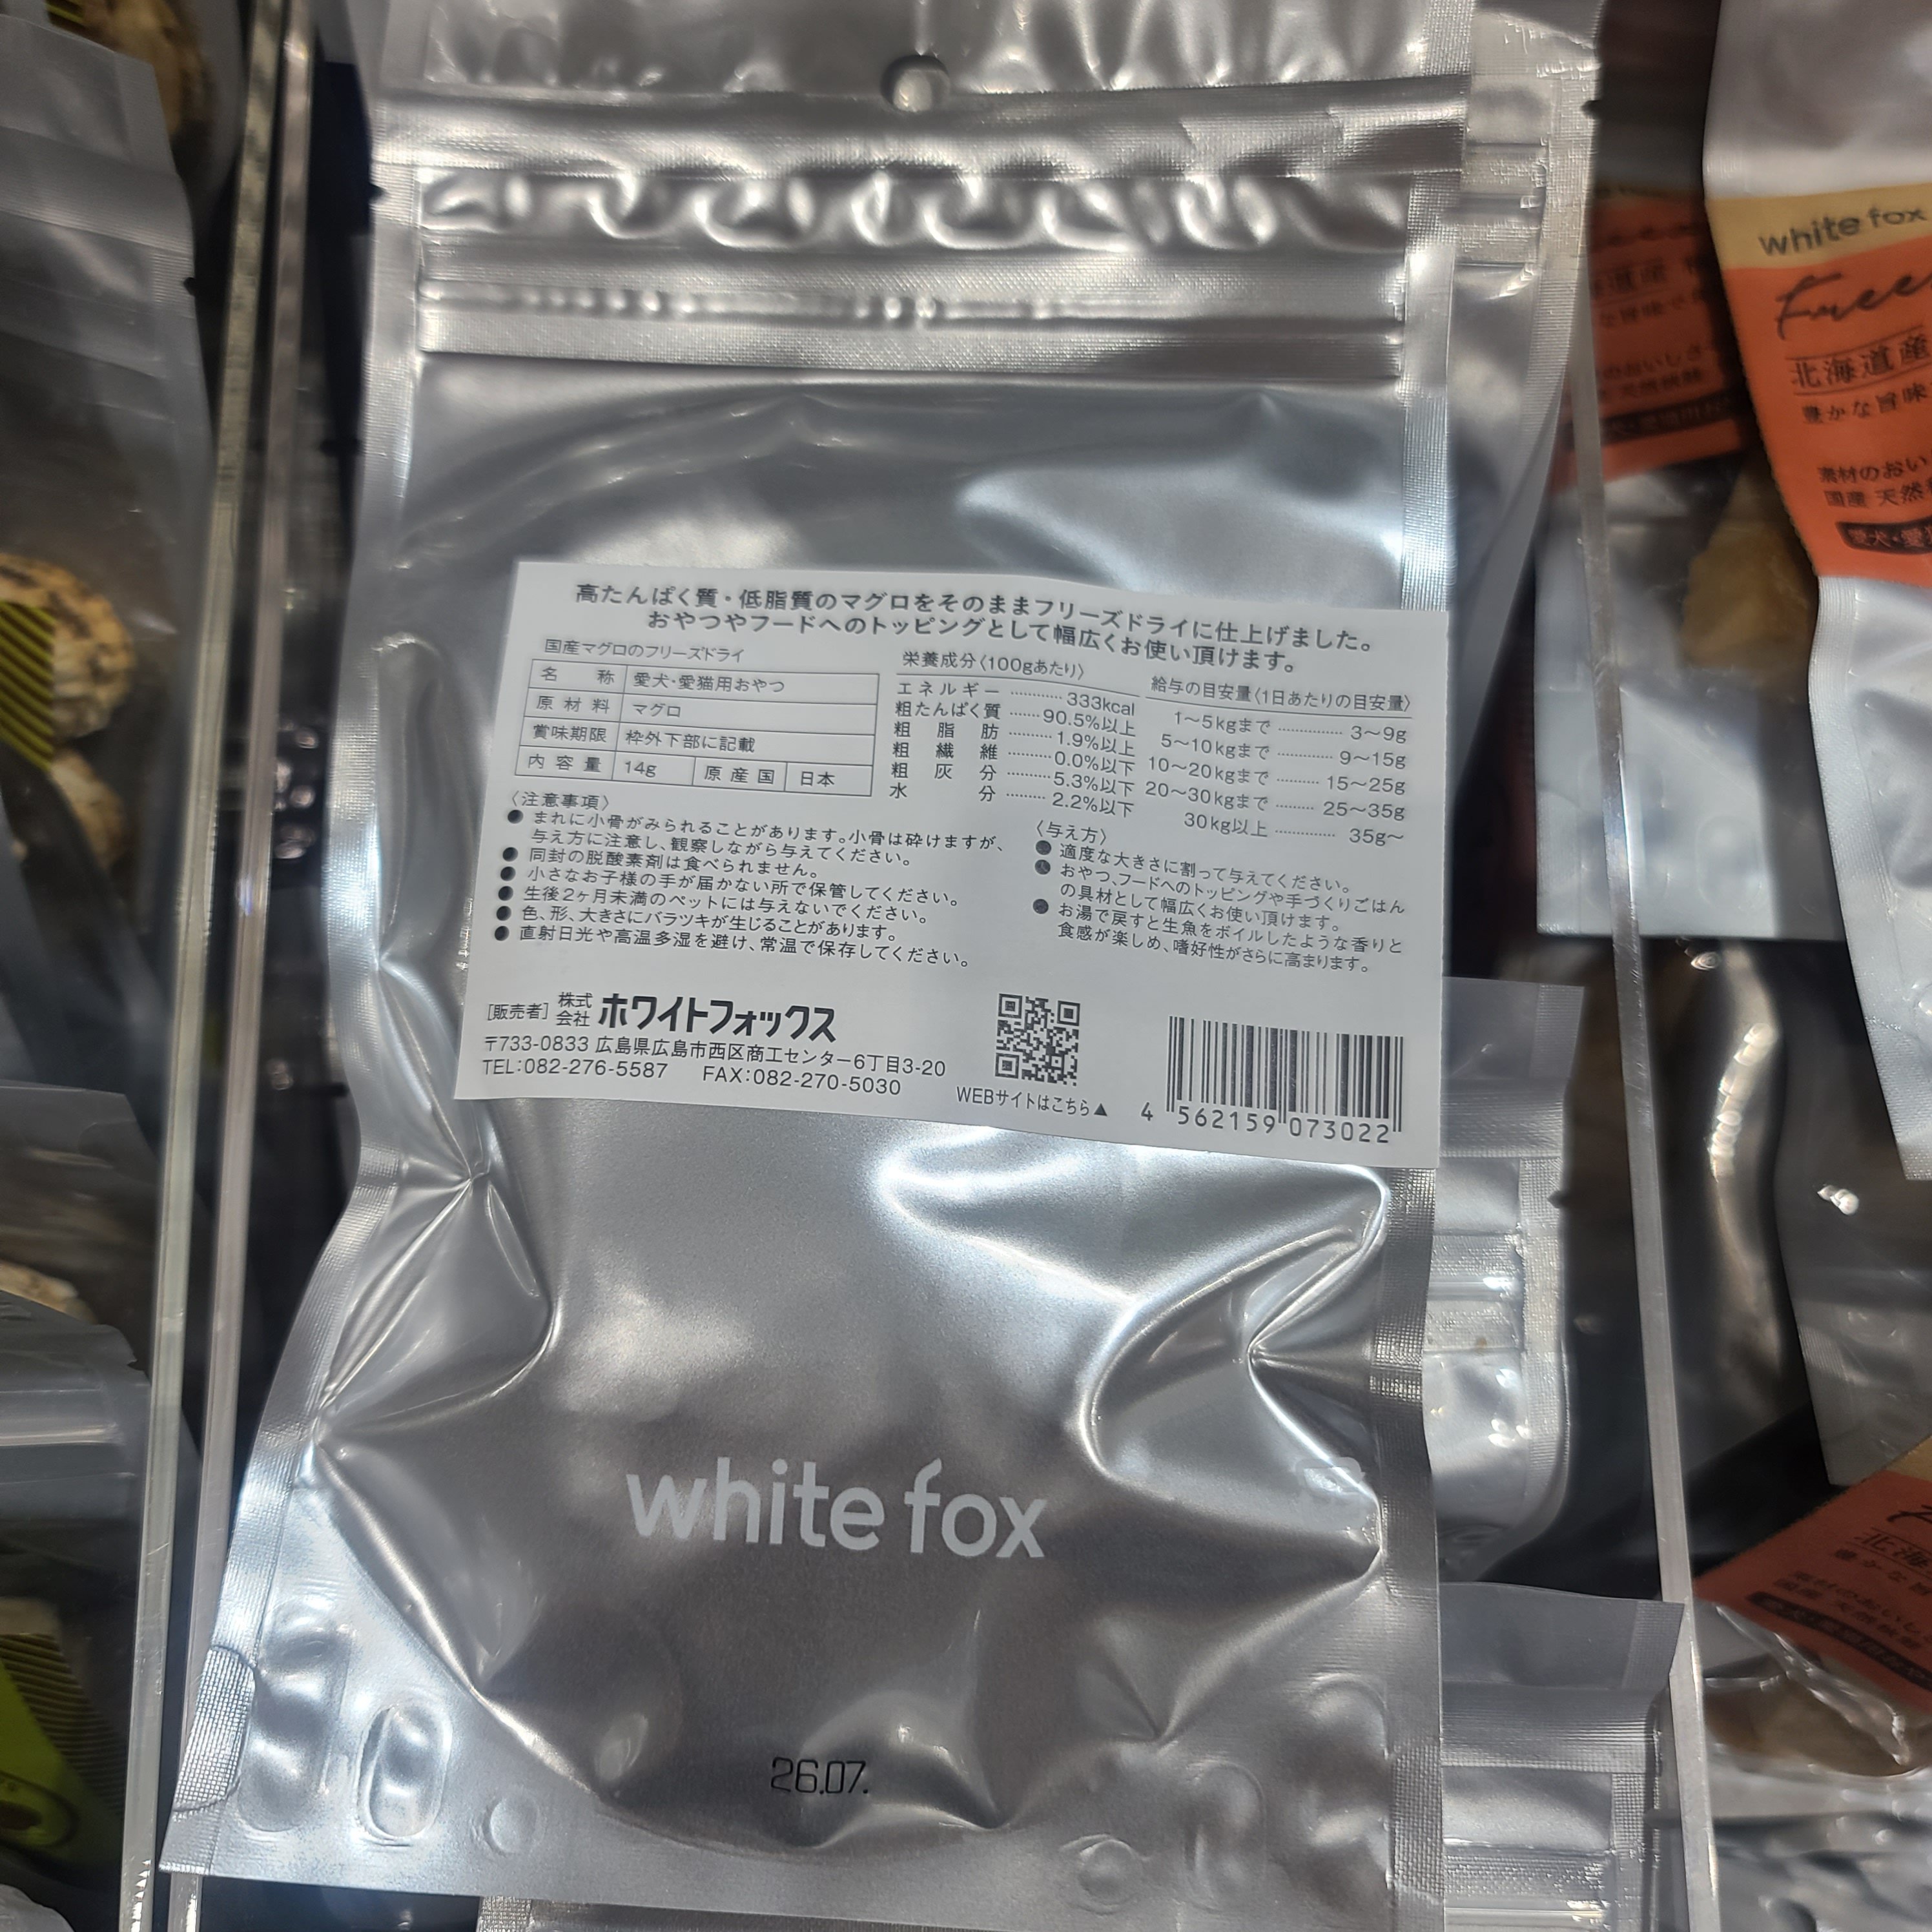 高たんぱく質・低脂質のマグロをそのままフリーズドライに仕上げました。
おやつやフードへのトッピングとして幅広くお使い頂けます。
国産マグロのフリーズドライ
名称 愛犬・愛猫用おやつ
原材料 マグロ
賞味期限 枠外下部に記載
内容量 14g 原産国 日本
栄養成分〈100gあたり〉
エネルギー ………… 333kcal
粗たんぱく質 ……90.5%以上
粗脂肪 ……… 1.9%以上
粗繊維 ……… 0.0%以下
粗灰分 ……… 5.3%以下
水分 ……… 2.2%以下
給与の目安量〈1日あたりの目安量〉
1〜5kgまで ………… 3〜9g
5〜10kgまで ………… 9〜15g
10〜20kgまで ……… 15〜25g
20〜30kgまで ……… 25〜35g
30kg以上 ………… 35g〜
〈注意事項〉
● まれに小骨がみられることがあります。小骨は砕けますが、
与え方に注意し、観察しながら与えてください。
● 同封の脱酸素剤は食べられません。
● 小さなお子様の手が届かない所で保管してください。
● 生後2ヶ月未満のペットには与えないでください。
● 色、形、大きさにバラツキが生じることがあります。
● 直射日光や高温多湿を避け、常温で保存してください。
〈与え方〉
● 適度な大きさに割って与えてください。
● おやつ、フードへのトッピングや手づくりごはん
の具材として幅広くお使い頂けます。
● お湯で戻すと生魚をボイルしたような香りと
食感が楽しめ、嗜好性がさらに高まります。
[販売者] 株式会社 ホワイトフォックス
〒733-0833 広島県広島市西区商工センター6丁目3-20
TEL:082-276-5587 FAX:082-270-5030
WEBサイトはこちら▲
4 562159 073022
white fox
26.07.
white fox
北海道産
豊かな旨味
素材のおい
国産 天然